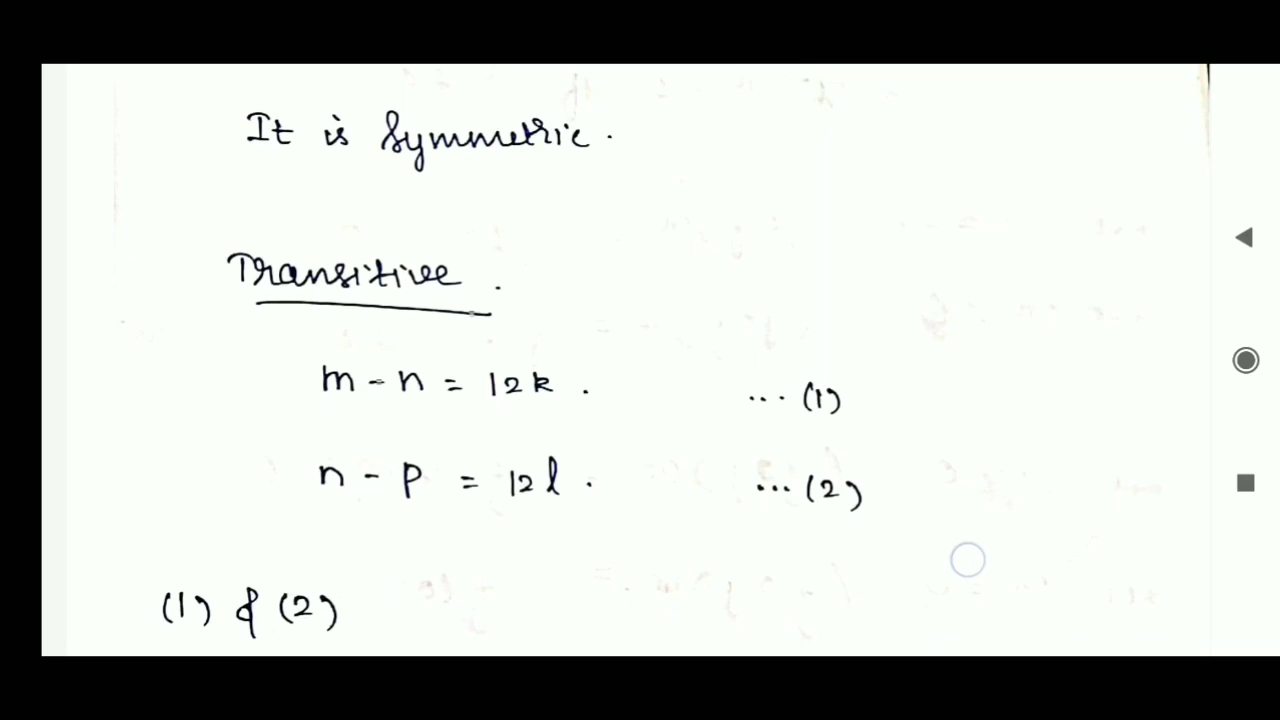 It is Symmetric.
Transitive.
m - n = 12k. ... (1)
n - p = 12l. ... (2)
(1) & (2)